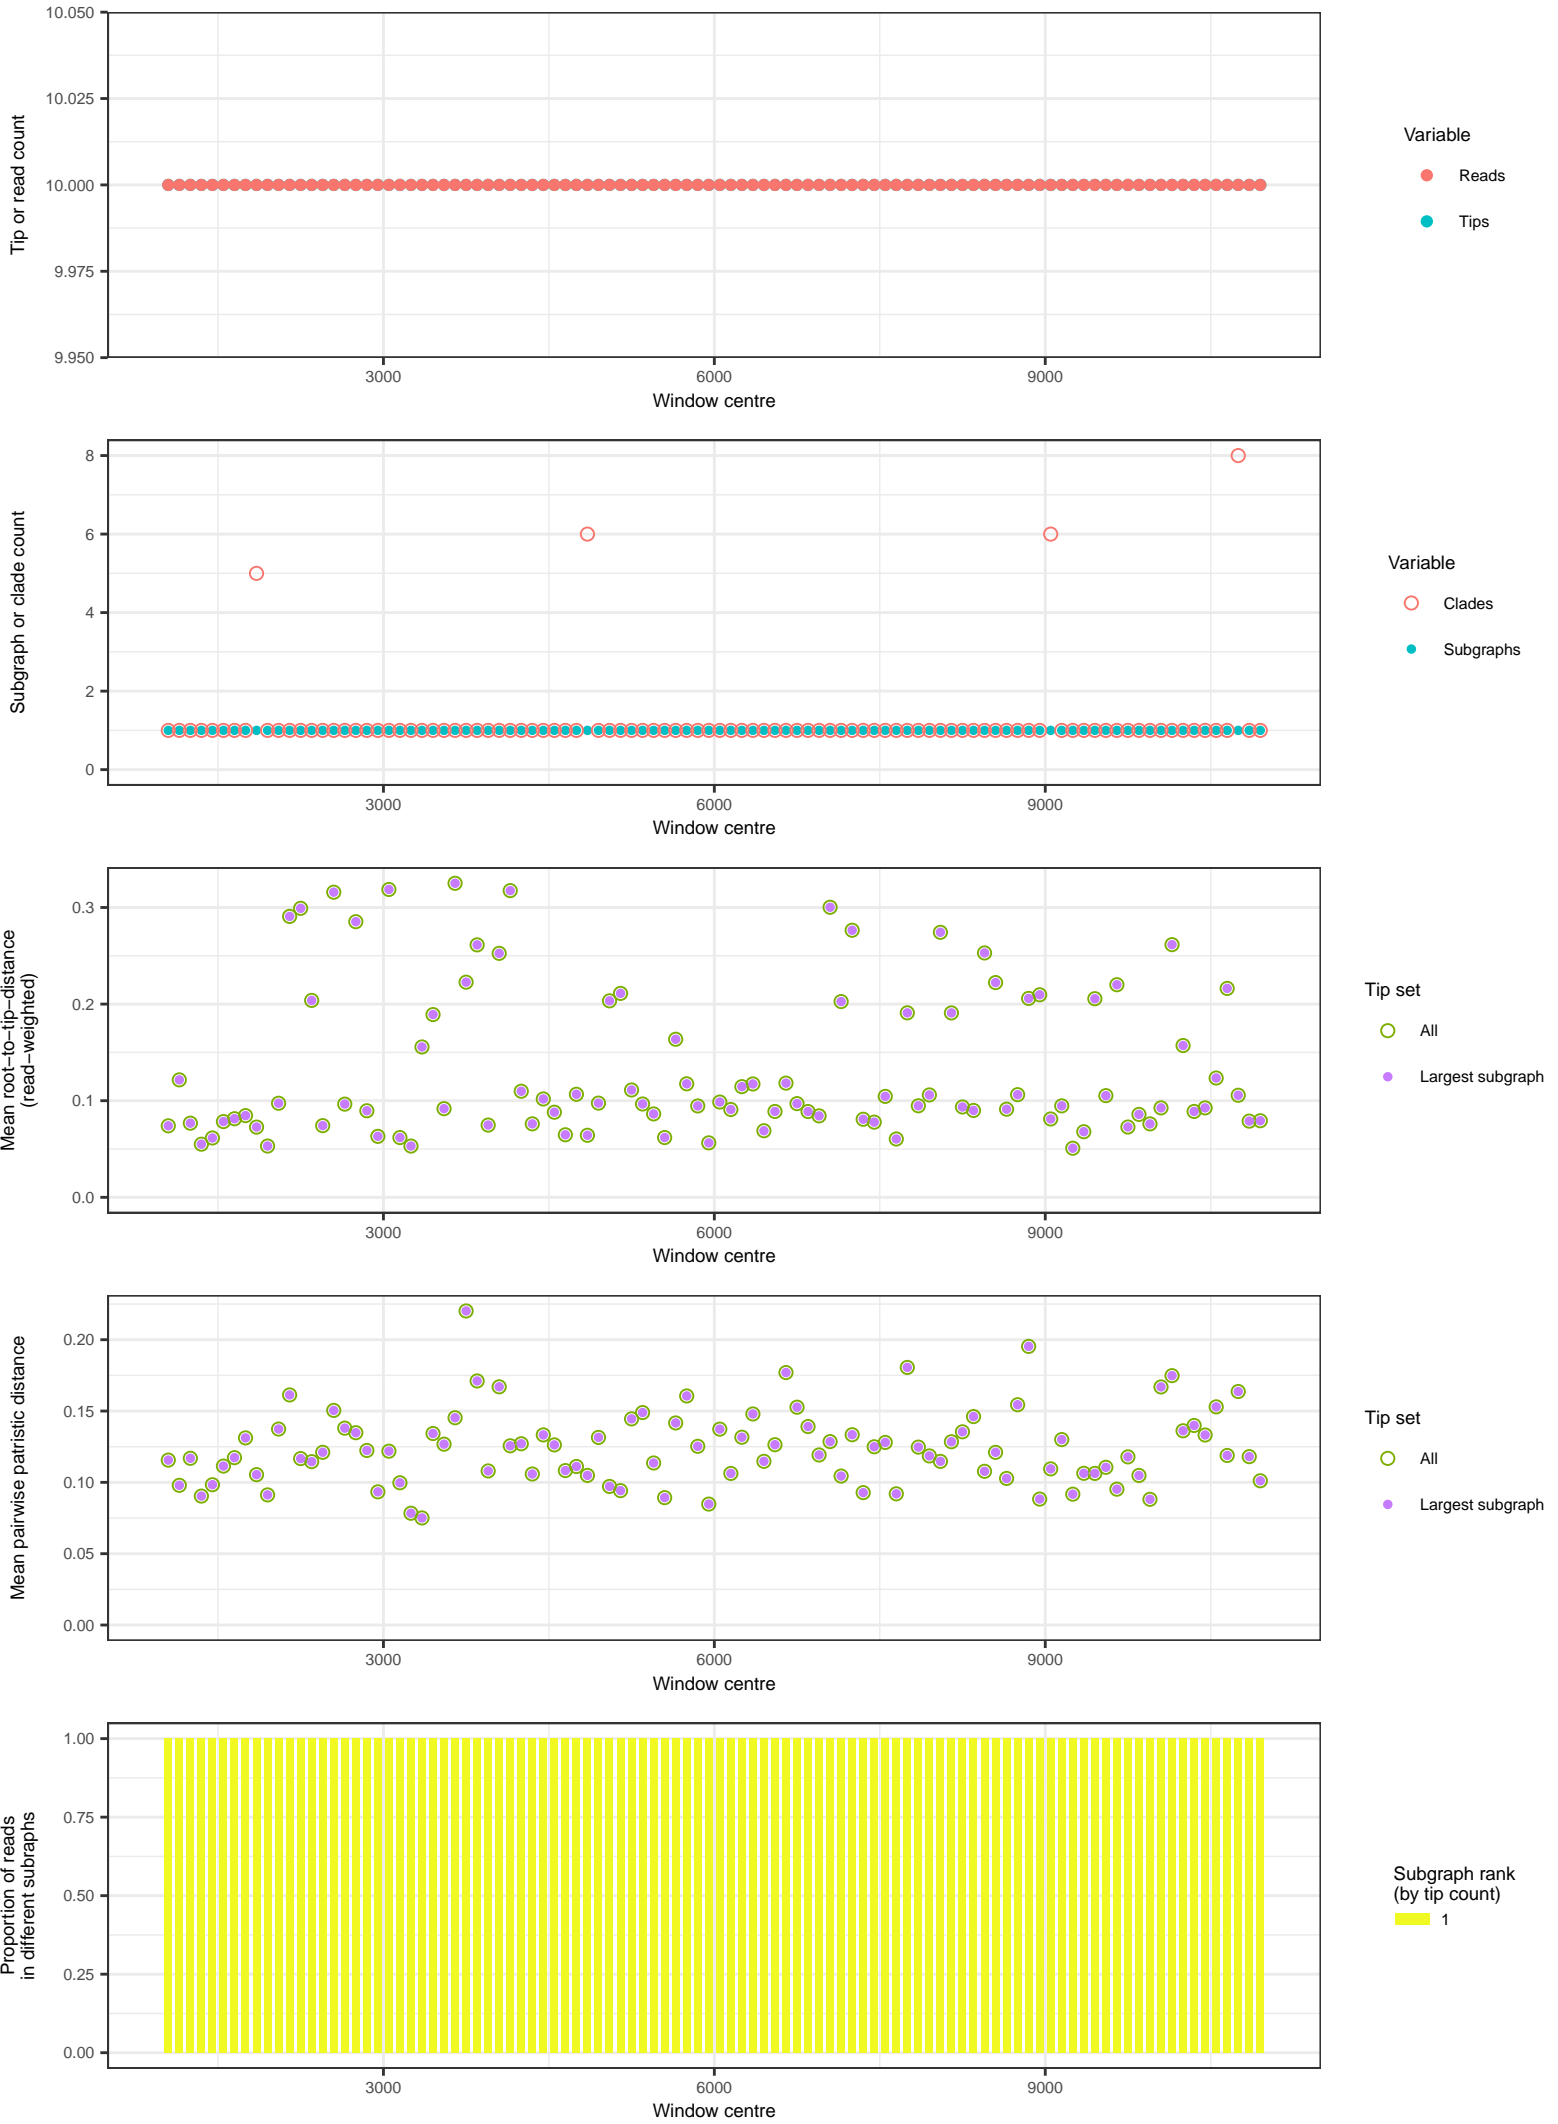 10.050
10.025
10.000
9.975
9.950
Tip or read count
3000 6000 9000
Window centre
Variable
Reads
Tips
8
6
4
2
0
Subgraph or clade count
3000 6000 9000
Window centre
Variable
Clades
Subgraphs
0.3
0.2
0.1
0.0
Mean root−to−tip−distance
(read−weighted)
3000 6000 9000
Window centre
Tip set
All
Largest subgraph
0.20
0.15
0.10
0.05
0.00
Mean pairwise patristic distance
3000 6000 9000
Window centre
Tip set
All
Largest subgraph
1.00
0.75
0.50
0.25
0.00
Proportion of reads
in different subraphs
3000 6000 9000
Window centre
Subgraph rank
(by tip count)
1